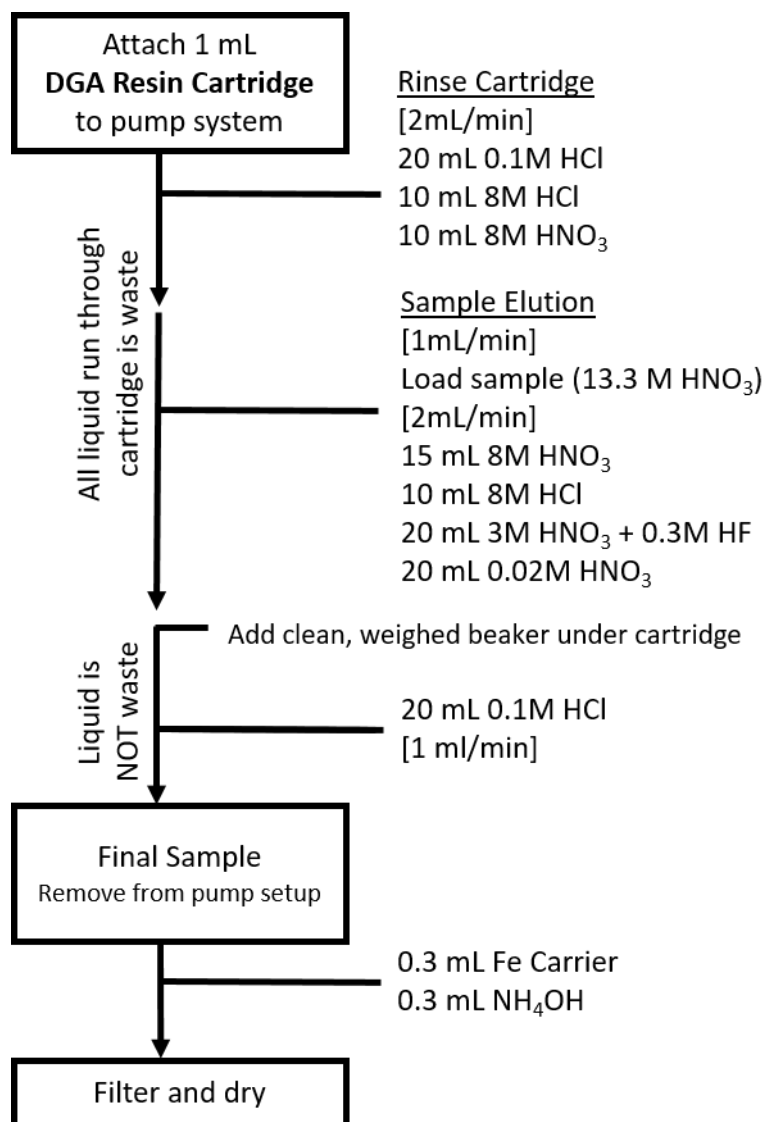 Attach 1 mL
DGA Resin Cartridge
to pump system
Rinse Cartridge
[2mL/min]
20 mL 0.1M HCl
10 mL 8M HCl
10 mL 8M HNO₃
All liquid run through
cartridge is waste
Sample Elution
[1mL/min]
Load sample (13.3 M HNO₃)
[2mL/min]
15 mL 8M HNO₃
10 mL 8M HCl
20 mL 3M HNO₃ + 0.3M HF
20 mL 0.02M HNO₃
Add clean, weighed beaker under cartridge
Liquid is
NOT waste
20 mL 0.1M HCl
[1 ml/min]
Final Sample
Remove from pump setup
0.3 mL Fe Carrier
0.3 mL NH₄OH
Filter and dry